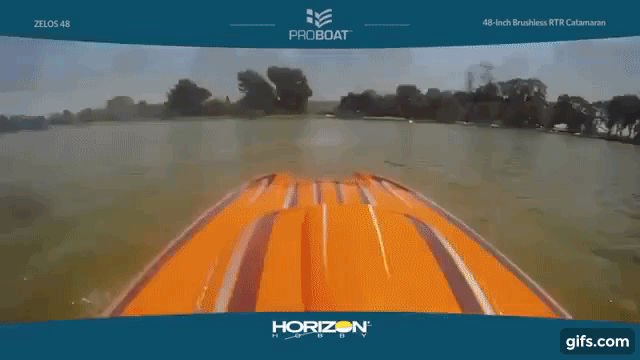 ZELOS 48
PROBOAT
48-Inch Brushless RTR Catamaran
HORIZON
HOBBY
gifs.com